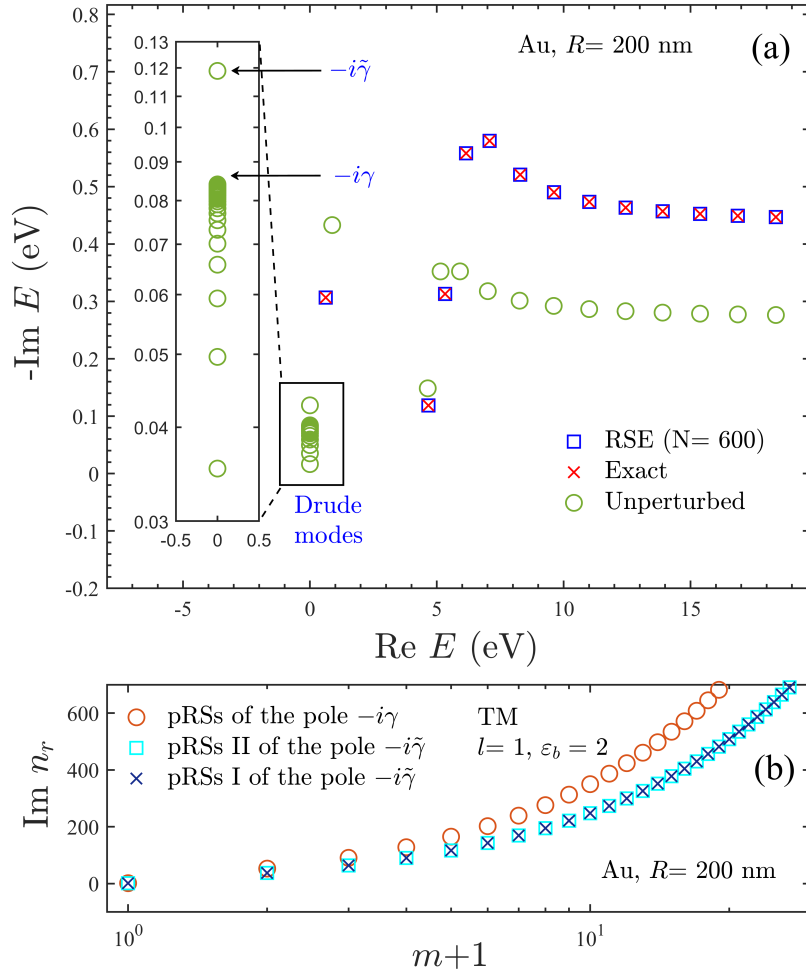 Au, R= 200 nm
(a)
0.8
0.7
0.6
0.5
0.4
0.3
0.2
0.1
0
-0.1
-0.2
-Im E (eV)
0.13
0.12
0.11
0.1
0.09
0.08
0.07
0.06
0.05
0.04
0.03
-0.5
0
0.5
−iγ̃
−iγ
Drude
modes
RSE (N= 600)
Exact
Unperturbed
-5
0
5
10
15
Re E (eV)
600
400
200
0
Im n_r
pRSs of the pole −iγ
pRSs II of the pole −iγ̃
pRSs I of the pole −iγ̃
TM
l= 1, ε_b = 2
(b)
Au, R= 200 nm
10^0
10^1
m+1